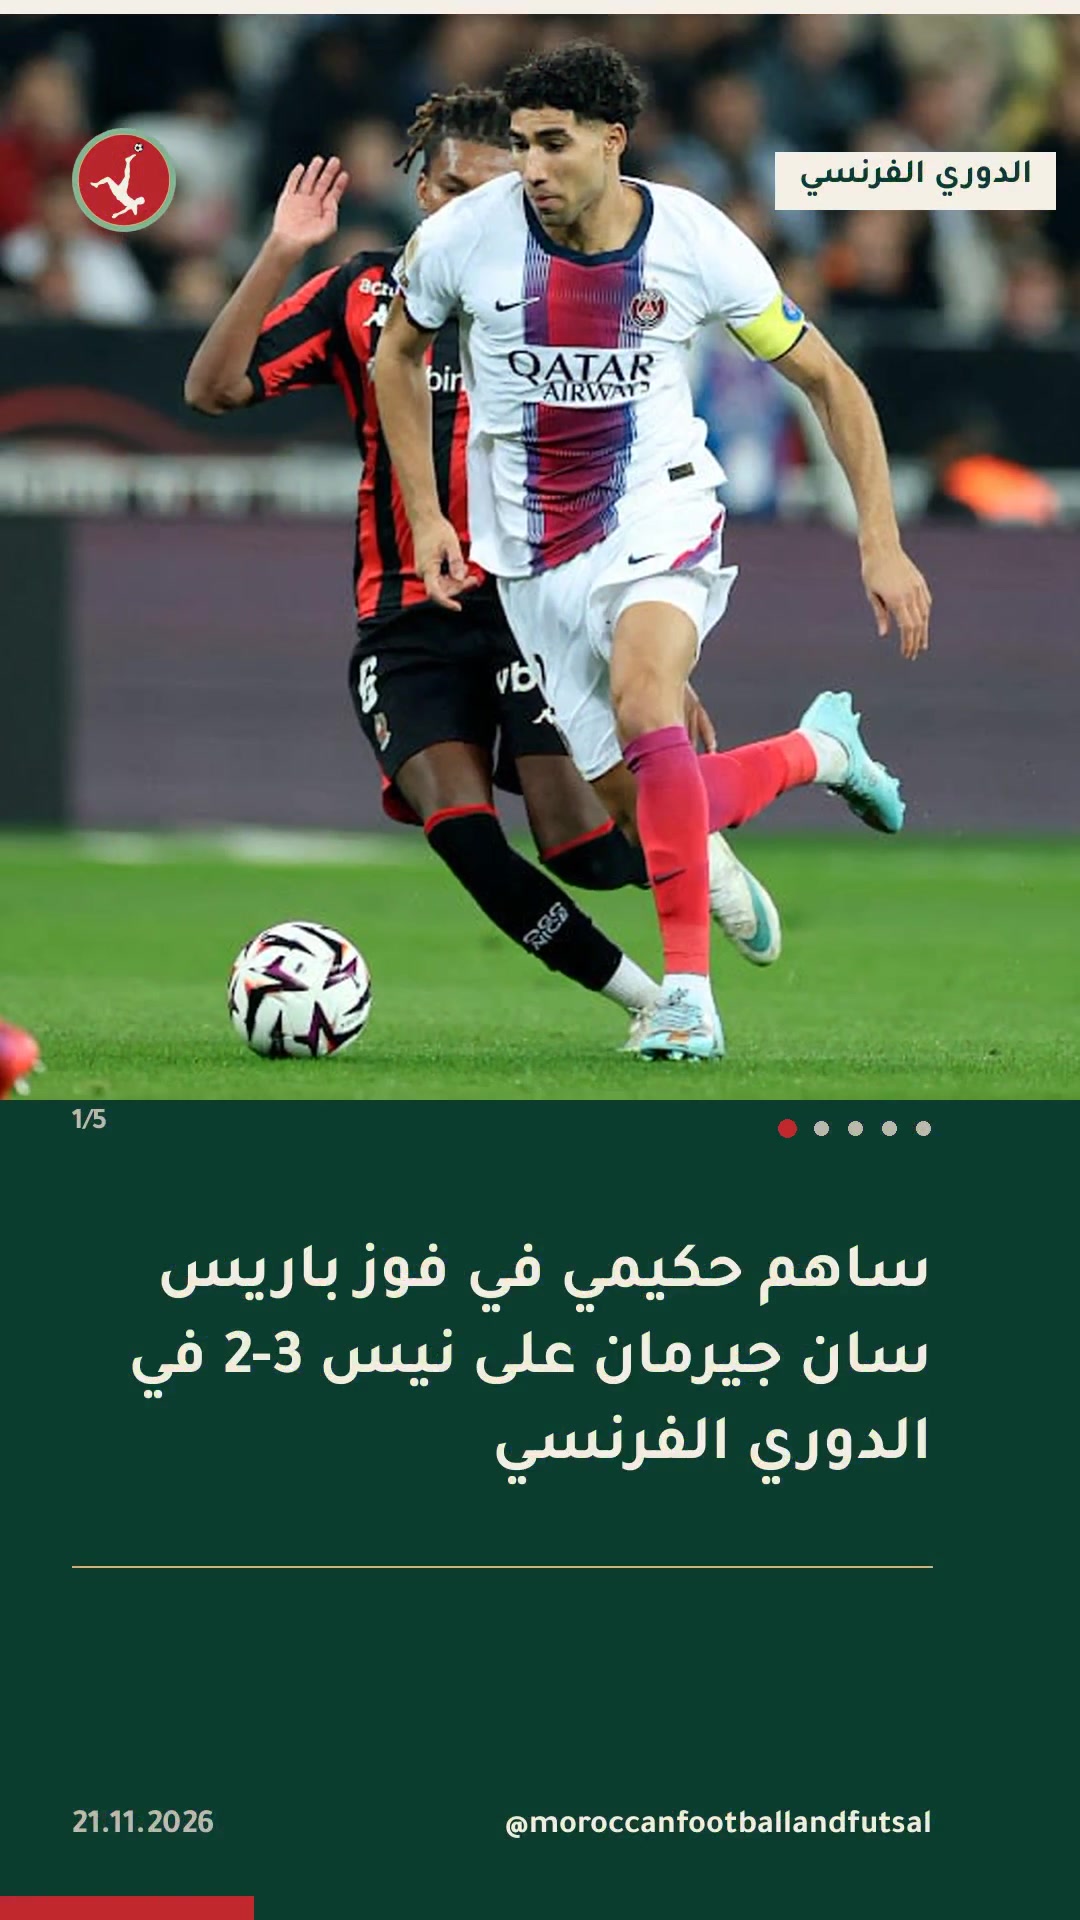 الدوري الفرنسي
QATAR
AIRWAYS
6
1/5
ساهم حكيمي في فوز باريس
سان جيرمان على نيس 3-2 في
الدوري الفرنسي
21.11.2026
@moroccanfootballandfutsal